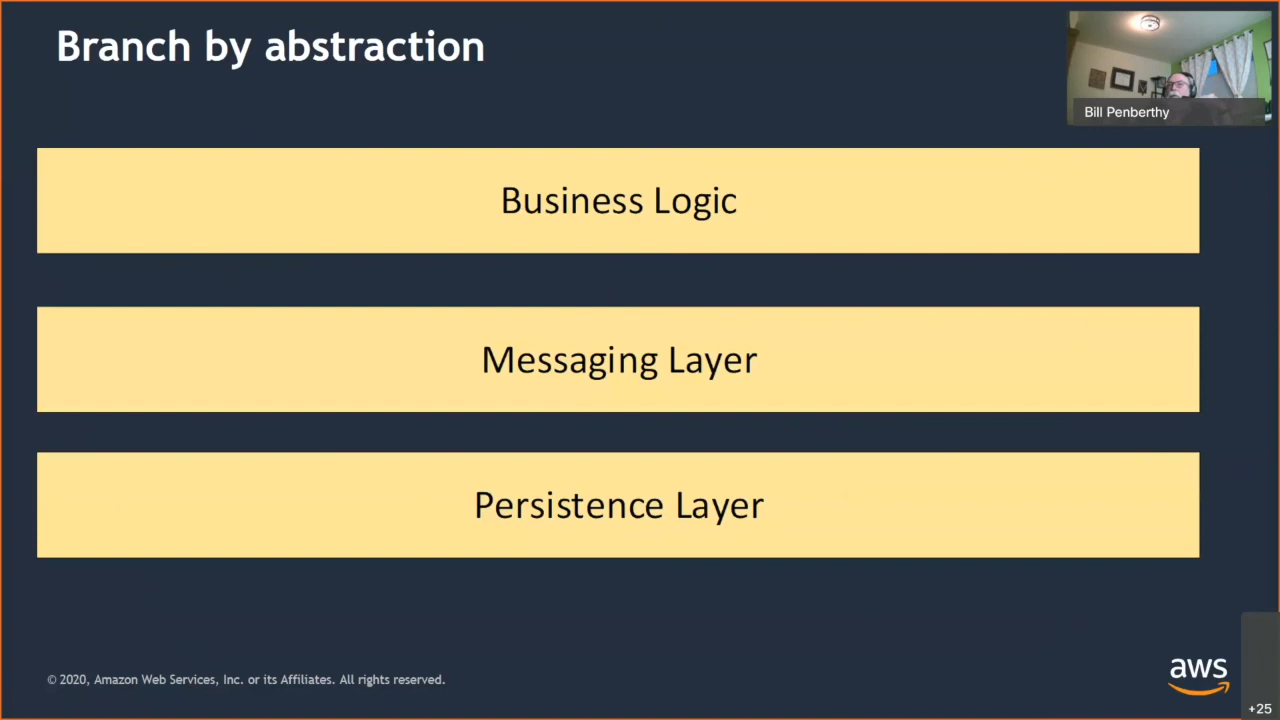 Branch by abstraction
Bill Penberthy
Business Logic
Messaging Layer
Persistence Layer
© 2020, Amazon Web Services, Inc. or its Affiliates. All rights reserved.
aws
+25